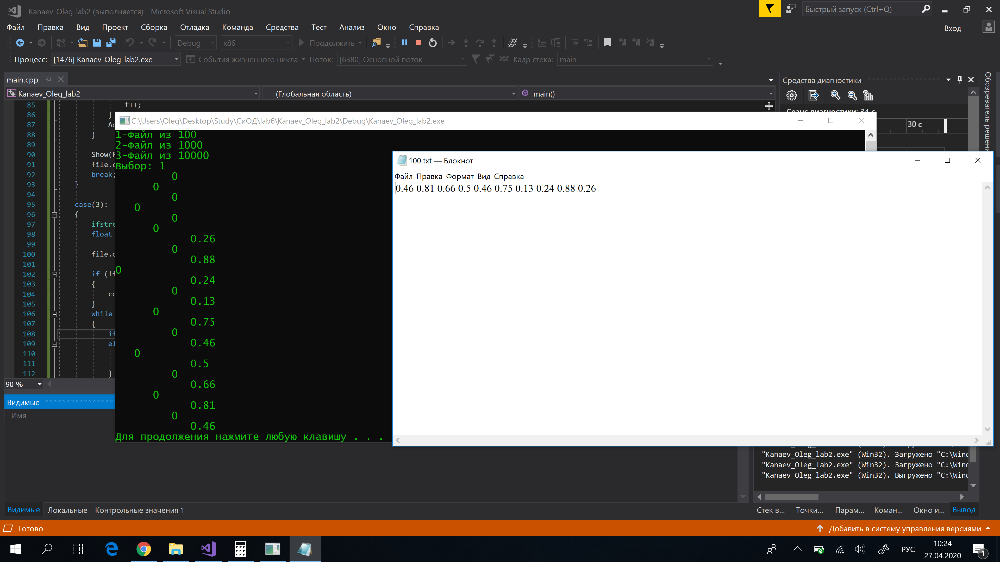 Kanaev_Oleg_lab2 (выполняется) - Microsoft Visual Studio
Быстрый запуск (Ctrl+Q)
Файл Правка Вид Проект Сборка Отладка Команда Средства Тест Анализ Окно Справка
Вход
Debug x86 Продолжить
Процесс: [1476] Kanaev_Oleg_lab2.exe События жизненного цикла Поток: [6380] Основной поток Кадр стека: main
main.cpp
Kanaev_Oleg_lab2 (Глобальная область) main()
Средства диагностики
Сеанс диагностики: 34 с
30 с
Обозреватель решени
85 t++;
86 }
87
88 }
89
90 Show(
91 file.
92 break;
93 }
94
95 case(3):
96 {
97
98 float
99
100 file.
101
102 if (!
103 {
104
105 }
106 while
107 {
108 if
109
110
111
112 }
90 %
C:\Users\Oleg\Desktop\Study\СиОД\lab6\Kanaev_Oleg_lab2\Debug\Kanaev_Oleg_lab2.exe
1-Файл из 100
2-Файл из 1000
3-Файл из 10000
Выбор: 1
0
0
0
0
0
0
0.26
0
0.88
0
0.24
0
0.13
0
0.75
0
0.46
0
0.5
0
0.66
0
0.81
0
0.46
Для продолжения нажмите любую клавишу . . .
100.txt — Блокнот
Файл Правка Формат Вид Справка
0.46 0.81 0.66 0.5 0.46 0.75 0.13 0.24 0.88 0.26
Видимые
Имя
"Kanaev_Oleg_lab2.exe" (Win32). Загружено "C:\Wind
"Kanaev_Oleg_lab2.exe" (Win32). Загружено "C:\Wind
"Kanaev_Oleg_lab2.exe" (Win32). Выгружено "C:\Wind
Видимые Локальные Контрольные значения 1
Стек в... Точки... Парам... Коман... Окно и... Вывод
Готово
Добавить в систему управления версиями
РУС
10:24
27.04.2020
1